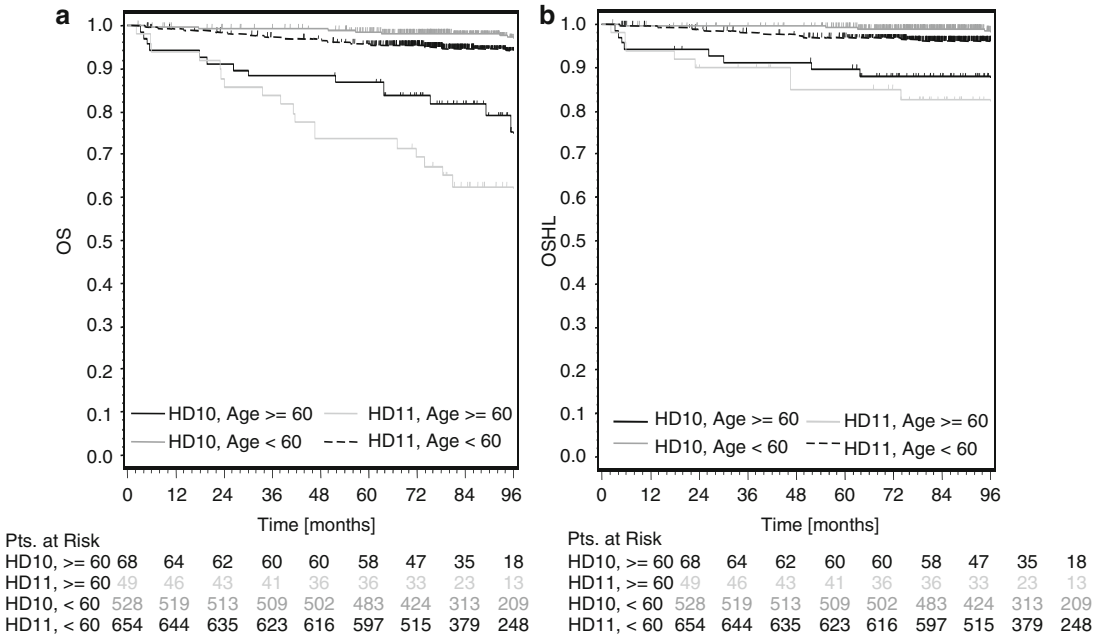 a
OS
1.0
0.9
0.8
0.7
0.6
0.5
0.4
0.3
0.2
0.1
0.0
HD10, Age >= 60
HD11, Age >= 60
HD10, Age < 60
HD11, Age < 60
0 12 24 36 48 60 72 84 96
Time [months]
Pts. at Risk
HD10, >= 60 68 64 62 60 60 58 47 35 18
HD11, >= 60 49 46 43 41 36 36 33 23 13
HD10, < 60 528 519 513 509 502 483 424 313 209
HD11, < 60 654 644 635 623 616 597 515 379 248
b
OSHL
1.0
0.9
0.8
0.7
0.6
0.5
0.4
0.3
0.2
0.1
0.0
HD10, Age >= 60
HD11, Age >= 60
HD10, Age < 60
HD11, Age < 60
0 12 24 36 48 60 72 84 96
Time [months]
Pts. at Risk
HD10, >= 60 68 64 62 60 60 58 47 35 18
HD11, >= 60 49 46 43 41 36 36 33 23 13
HD10, < 60 528 519 513 509 502 483 424 313 209
HD11, < 60 654 644 635 623 616 597 515 379 248